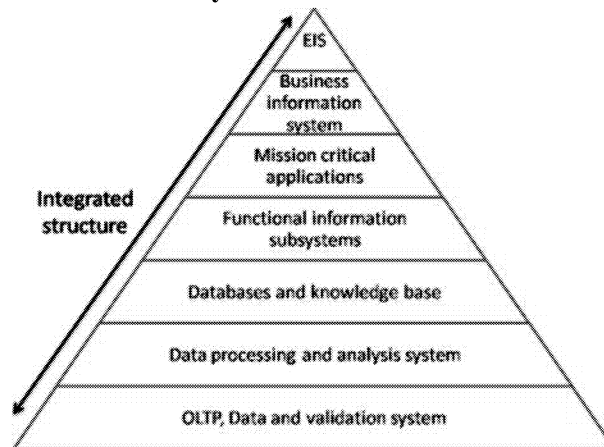 EIS
Business
information
system
Mission critical
applications
Integrated
structure
Functional information
subsystems
Databases and knowledge base
Data processing and analysis system
OLTP, Data and validation system